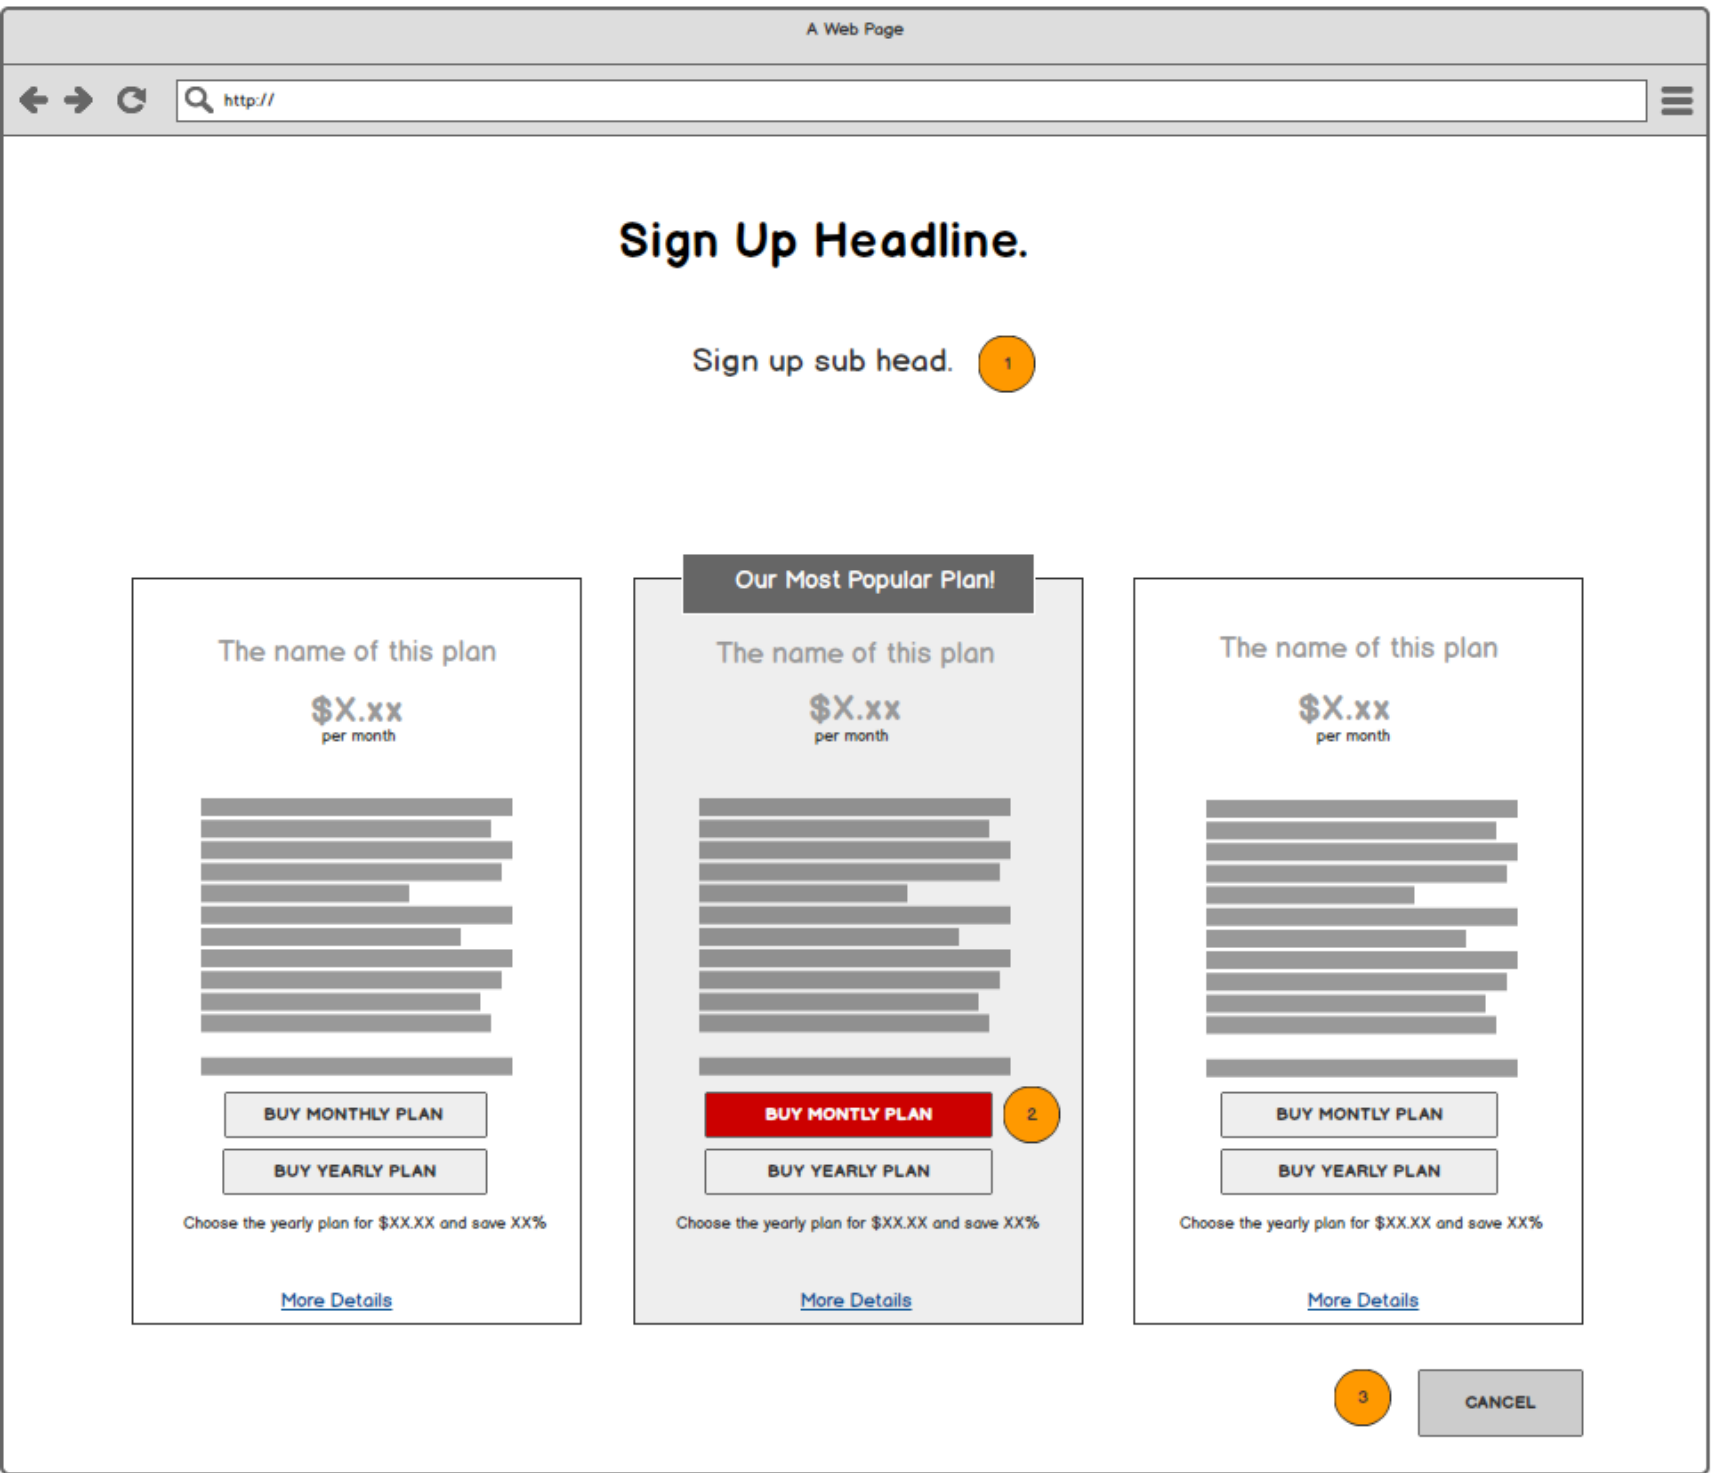 A Web Page
http://
Sign Up Headline.
Sign up sub head.
1
Our Most Popular Plan!
The name of this plan
$X.xx
per month
BUY MONTHLY PLAN
BUY YEARLY PLAN
Choose the yearly plan for $XX.XX and save XX%
More Details
The name of this plan
$X.xx
per month
BUY MONTLY PLAN
2
BUY YEARLY PLAN
Choose the yearly plan for $XX.XX and save XX%
More Details
The name of this plan
$X.xx
per month
BUY MONTLY PLAN
BUY YEARLY PLAN
Choose the yearly plan for $XX.XX and save XX%
More Details
3
CANCEL